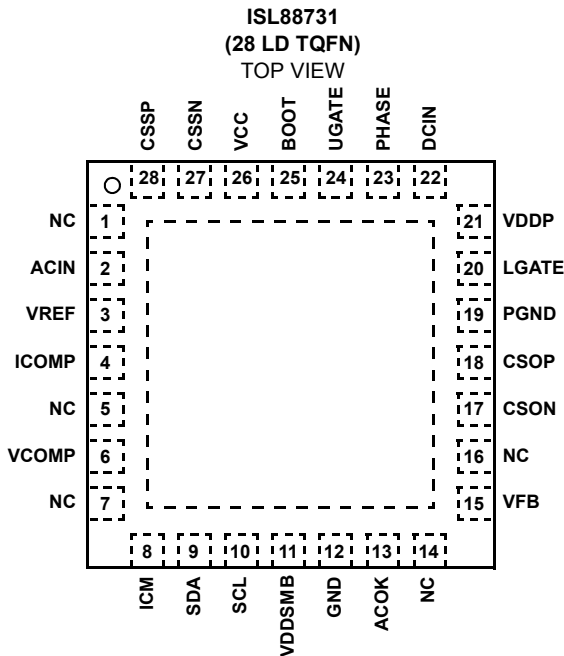 ISL88731
(28 LD TQFN)
TOP VIEW
CSSP
CSSN
VCC
BOOT
UGATE
PHASE
DCIN
28 27 26 25 24 23 22
NC 1
ACIN 2
VREF 3
ICOMP 4
NC 5
VCOMP 6
NC 7
21 VDDP
20 LGATE
19 PGND
18 CSOP
17 CSON
16 NC
15 VFB
8 9 10 11 12 13 14
ICM
SDA
SCL
VDDSMB
GND
ACOK
NC